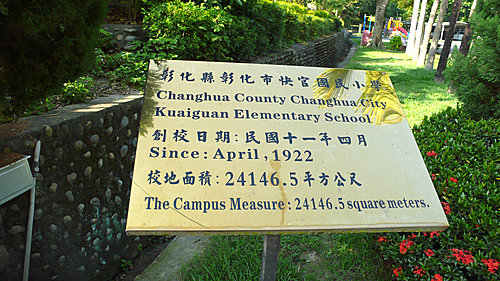 彰化縣彰化市快官國民小學
Changhua County Changhua City
Kuaiguan Elementary School
創校日期:民國十一年四月
Since: April, 1922
校地面積: 24146.5平方公尺
The Campus Measure: 24146.5 square meters.